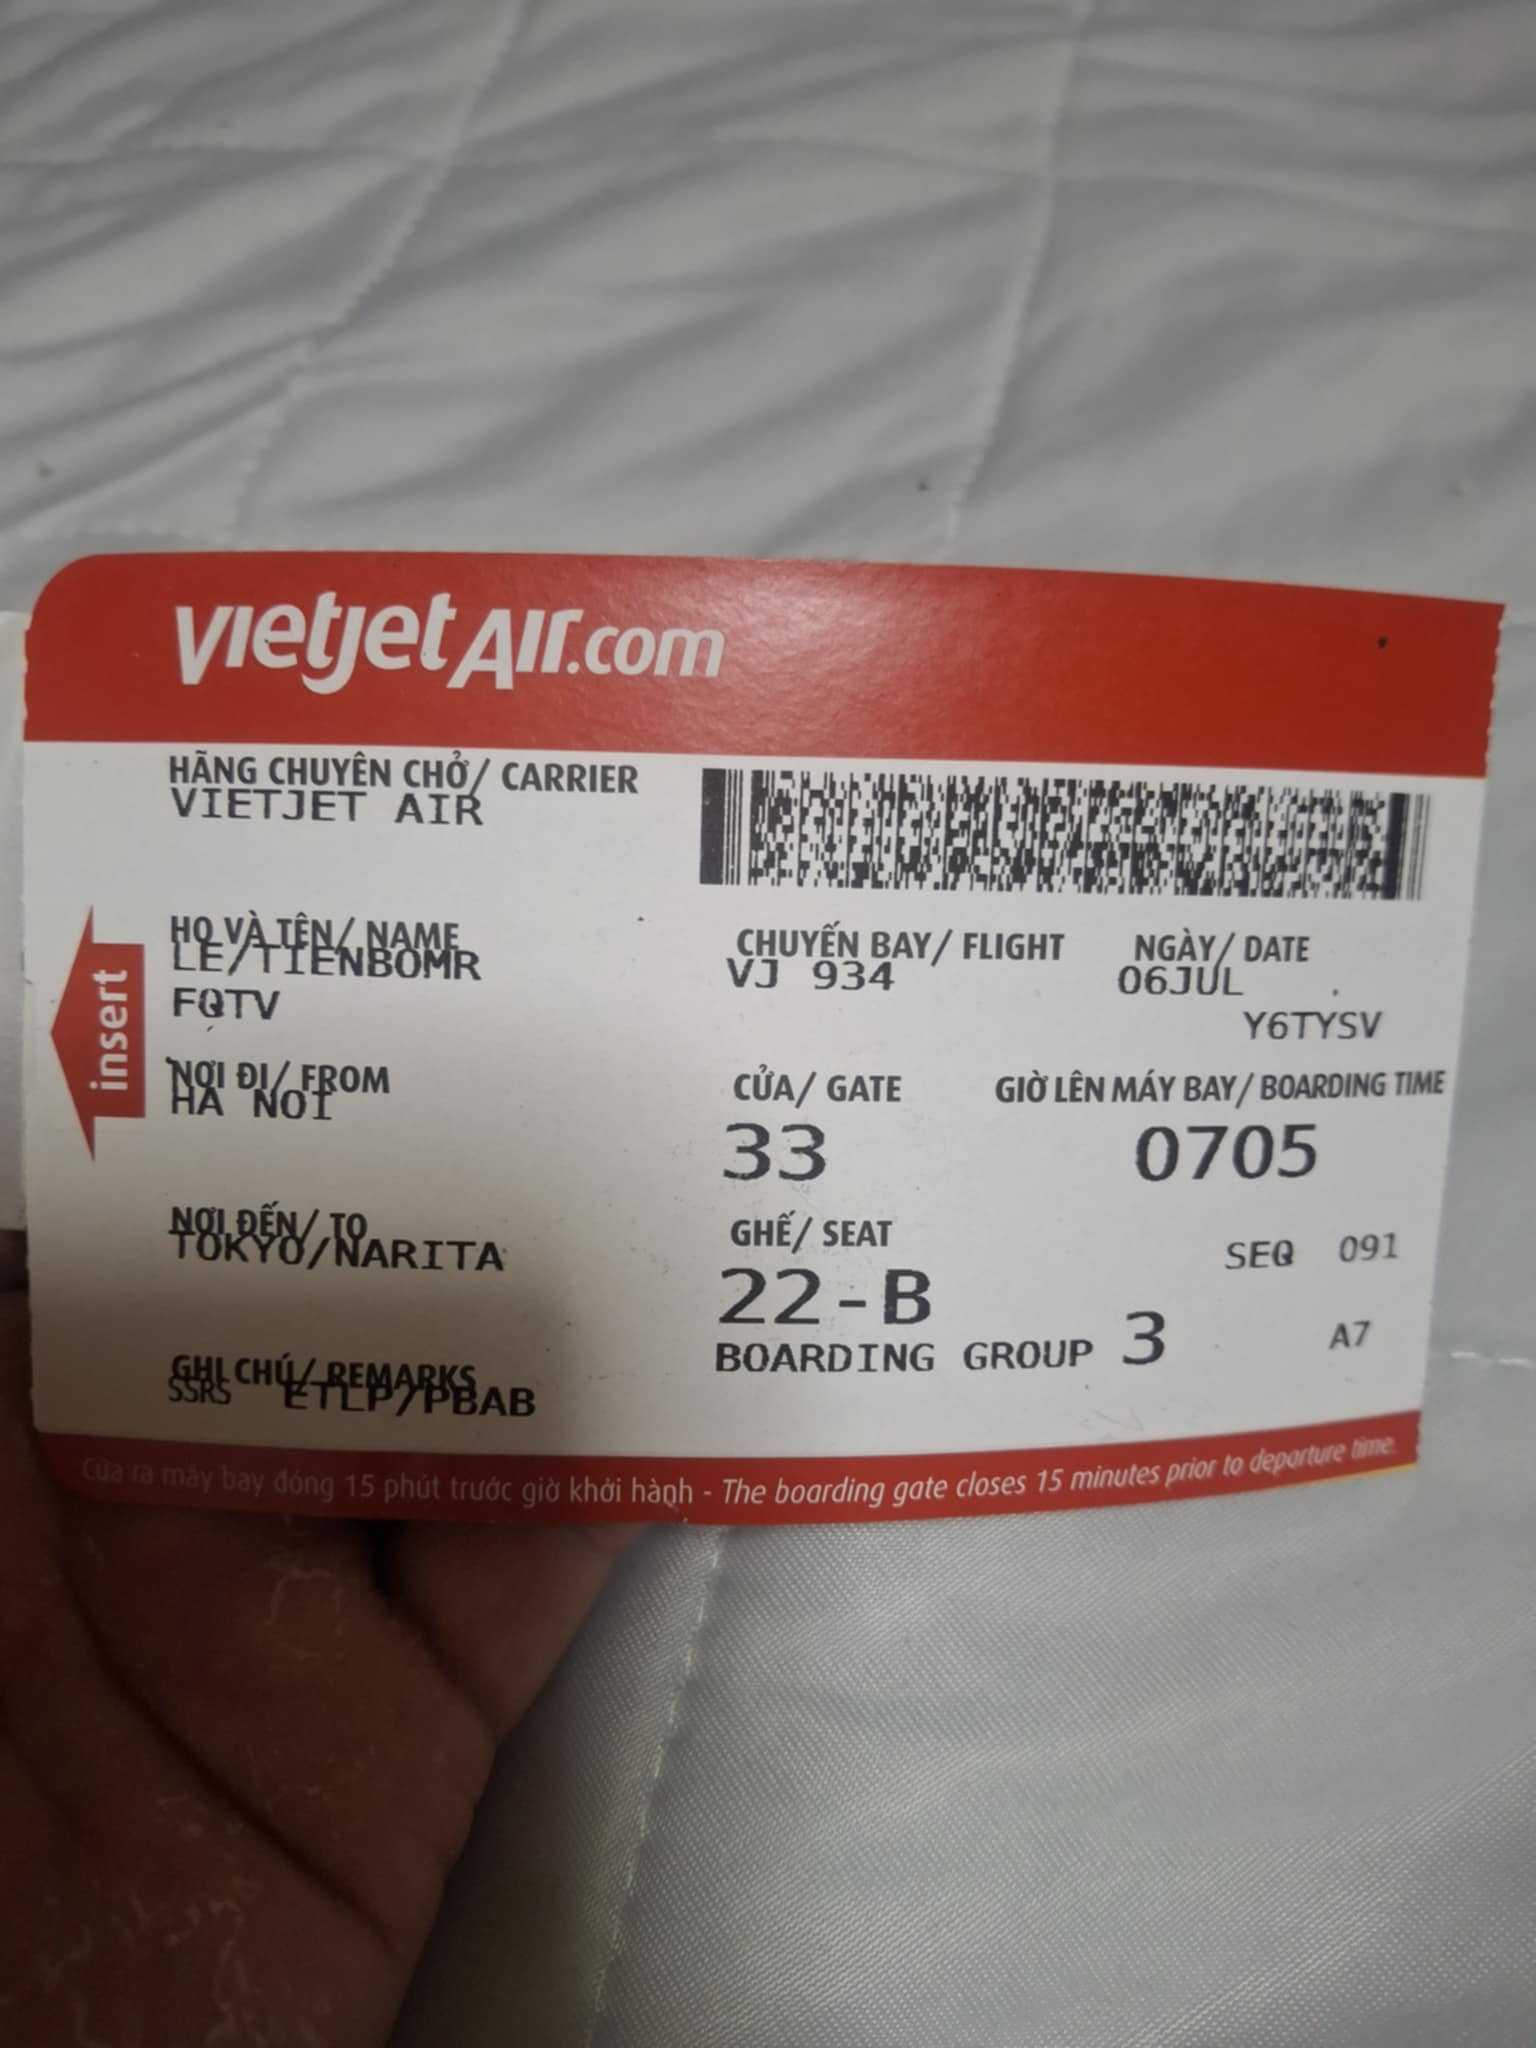 vietjetAir.com
HÃNG CHUYÊN CHỞ/ CARRIER
VIETJET AIR
HỌ VÀ TÊN/ NAME
LE/TIENBOMR
FQTV
CHUYẾN BAY/ FLIGHT
VJ 934
NGÀY/ DATE
06JUL
Y6TYSV
insert
NƠI ĐI/ FROM
HA NOI
CỬA/ GATE
33
GIỜ LÊN MÁY BAY/ BOARDING TIME
0705
NƠI ĐẾN/ TO
TOKYO/NARITA
GHẾ/ SEAT
22-B
SEQ 091
BOARDING GROUP 3
A7
GHI CHÚ/ REMARKS
SSRS ETLP/PBAB
Cửa ra máy bay đóng 15 phút trước giờ khởi hành - The boarding gate closes 15 minutes prior to departure time.